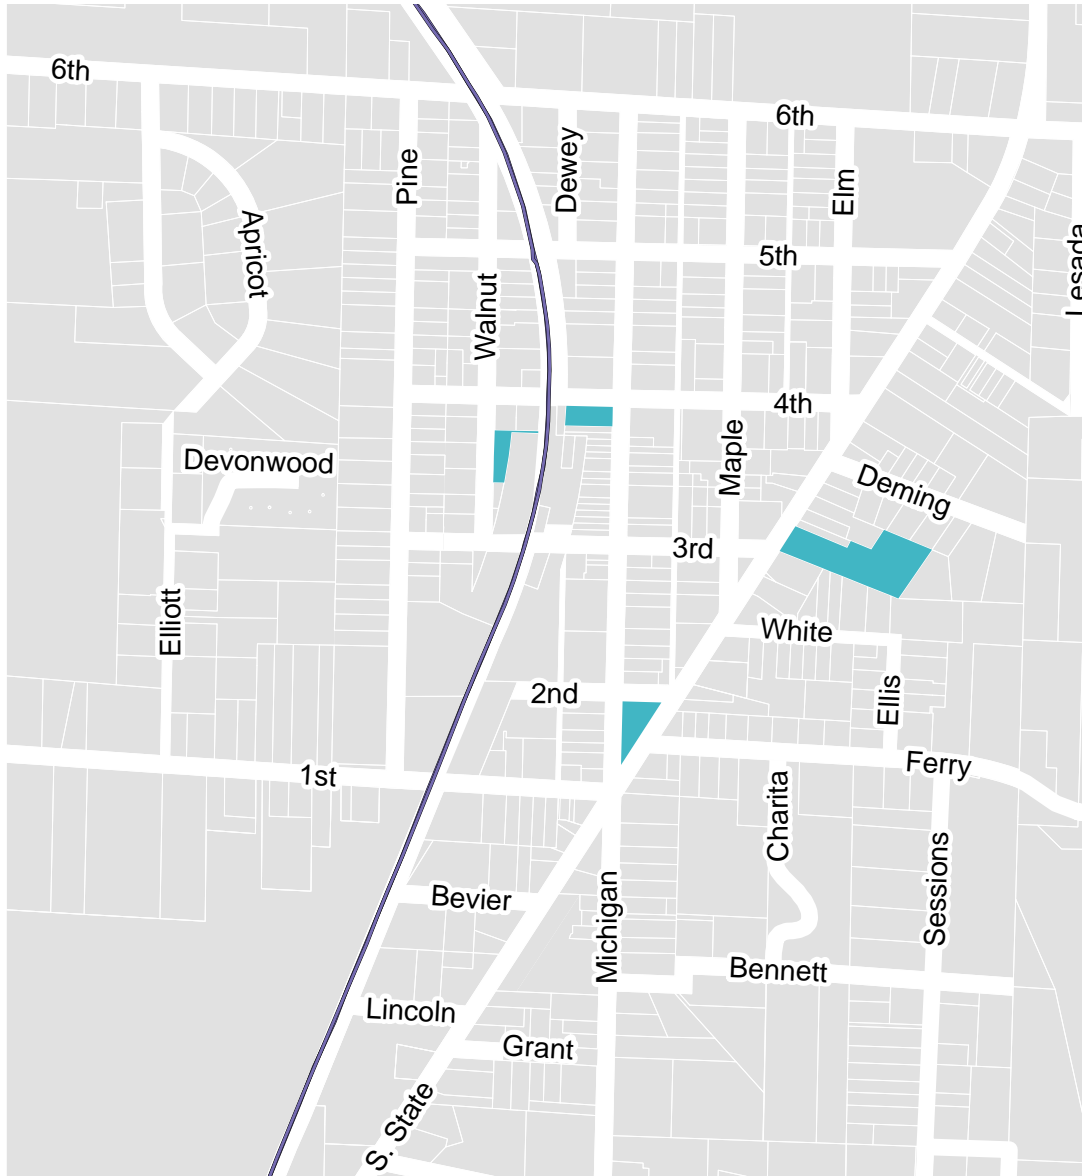 6th
6th
Pine
Dewey
Elm
Apricot
5th
Lesada
Walnut
4th
Maple
Devonwood
Deming
3rd
Elliott
White
2nd
Ellis
1st
Ferry
Charita
Sessions
Bevier
Michigan
Bennett
Lincoln
Grant
S. State